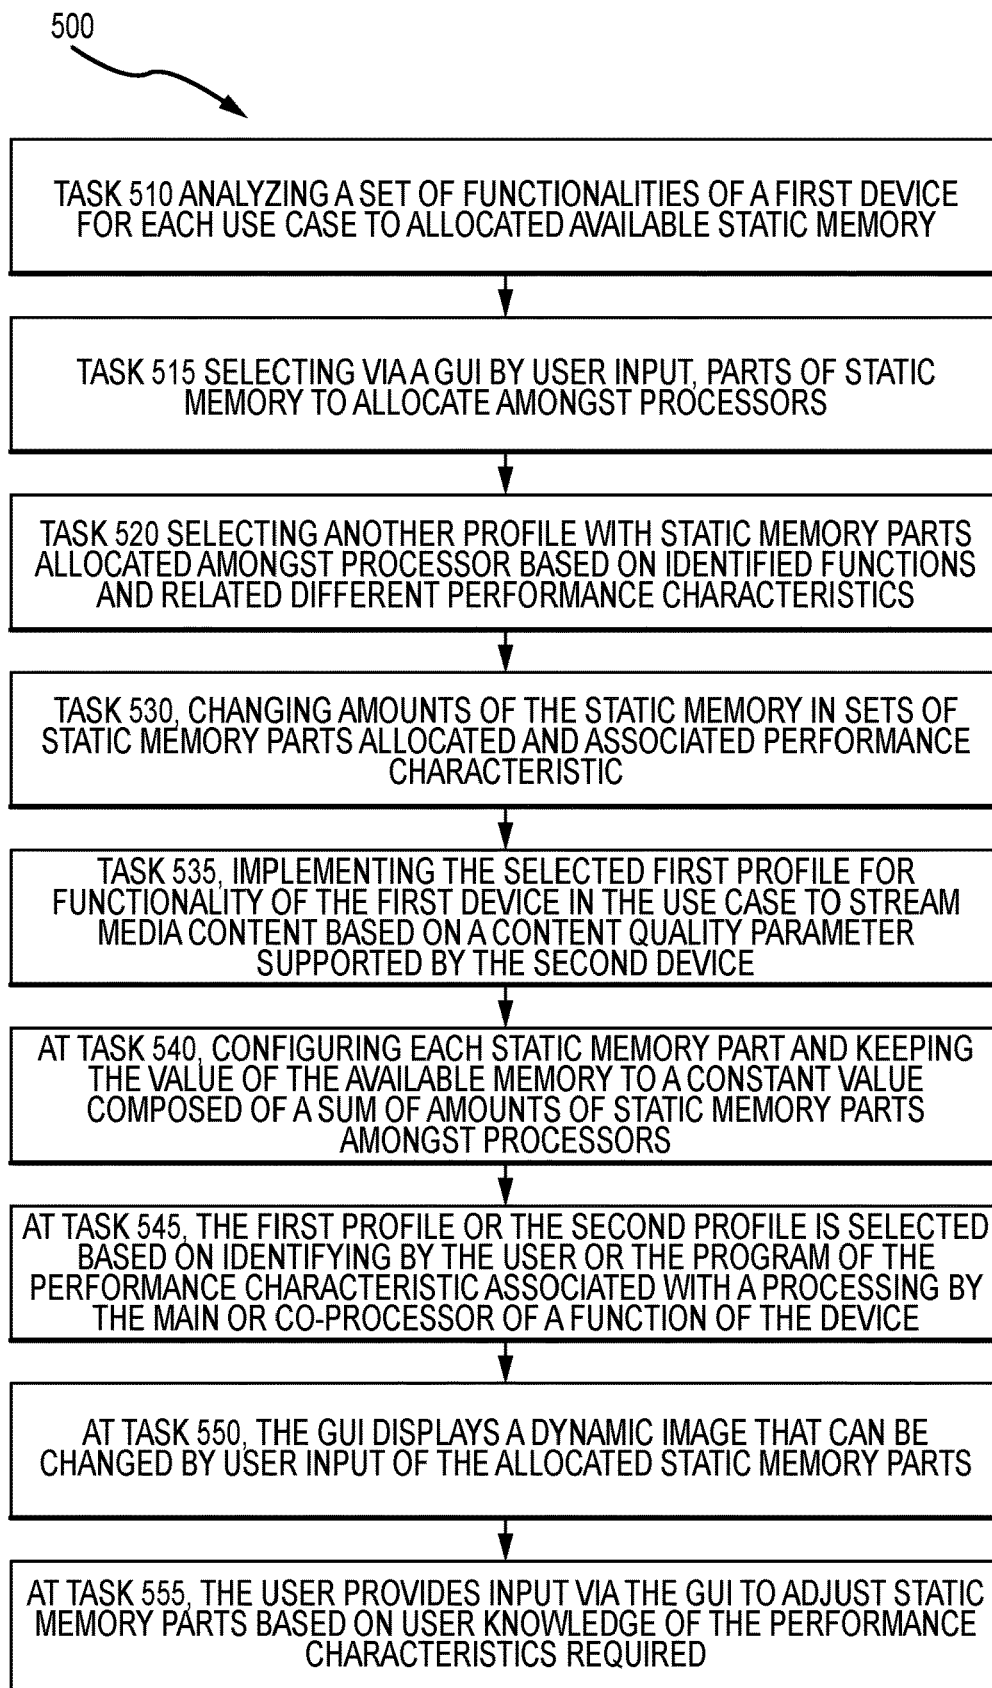 500
TASK 510 ANALYZING A SET OF FUNCTIONALITIES OF A FIRST DEVICE
FOR EACH USE CASE TO ALLOCATED AVAILABLE STATIC MEMORY
TASK 515 SELECTING VIA A GUI BY USER INPUT, PARTS OF STATIC
MEMORY TO ALLOCATE AMONGST PROCESSORS
TASK 520 SELECTING ANOTHER PROFILE WITH STATIC MEMORY PARTS
ALLOCATED AMONGST PROCESSOR BASED ON IDENTIFIED FUNCTIONS
AND RELATED DIFFERENT PERFORMANCE CHARACTERISTICS
TASK 530, CHANGING AMOUNTS OF THE STATIC MEMORY IN SETS OF
STATIC MEMORY PARTS ALLOCATED AND ASSOCIATED PERFORMANCE
CHARACTERISTIC
TASK 535, IMPLEMENTING THE SELECTED FIRST PROFILE FOR
FUNCTIONALITY OF THE FIRST DEVICE IN THE USE CASE TO STREAM
MEDIA CONTENT BASED ON A CONTENT QUALITY PARAMETER
SUPPORTED BY THE SECOND DEVICE
AT TASK 540, CONFIGURING EACH STATIC MEMORY PART AND KEEPING
THE VALUE OF THE AVAILABLE MEMORY TO A CONSTANT VALUE
COMPOSED OF A SUM OF AMOUNTS OF STATIC MEMORY PARTS
AMONGST PROCESSORS
AT TASK 545, THE FIRST PROFILE OR THE SECOND PROFILE IS SELECTED
BASED ON IDENTIFYING BY THE USER OR THE PROGRAM OF THE
PERFORMANCE CHARACTERISTIC ASSOCIATED WITH A PROCESSING BY
THE MAIN OR CO-PROCESSOR OF A FUNCTION OF THE DEVICE
AT TASK 550, THE GUI DISPLAYS A DYNAMIC IMAGE THAT CAN BE
CHANGED BY USER INPUT OF THE ALLOCATED STATIC MEMORY PARTS
AT TASK 555, THE USER PROVIDES INPUT VIA THE GUI TO ADJUST STATIC
MEMORY PARTS BASED ON USER KNOWLEDGE OF THE PERFORMANCE
CHARACTERISTICS REQUIRED